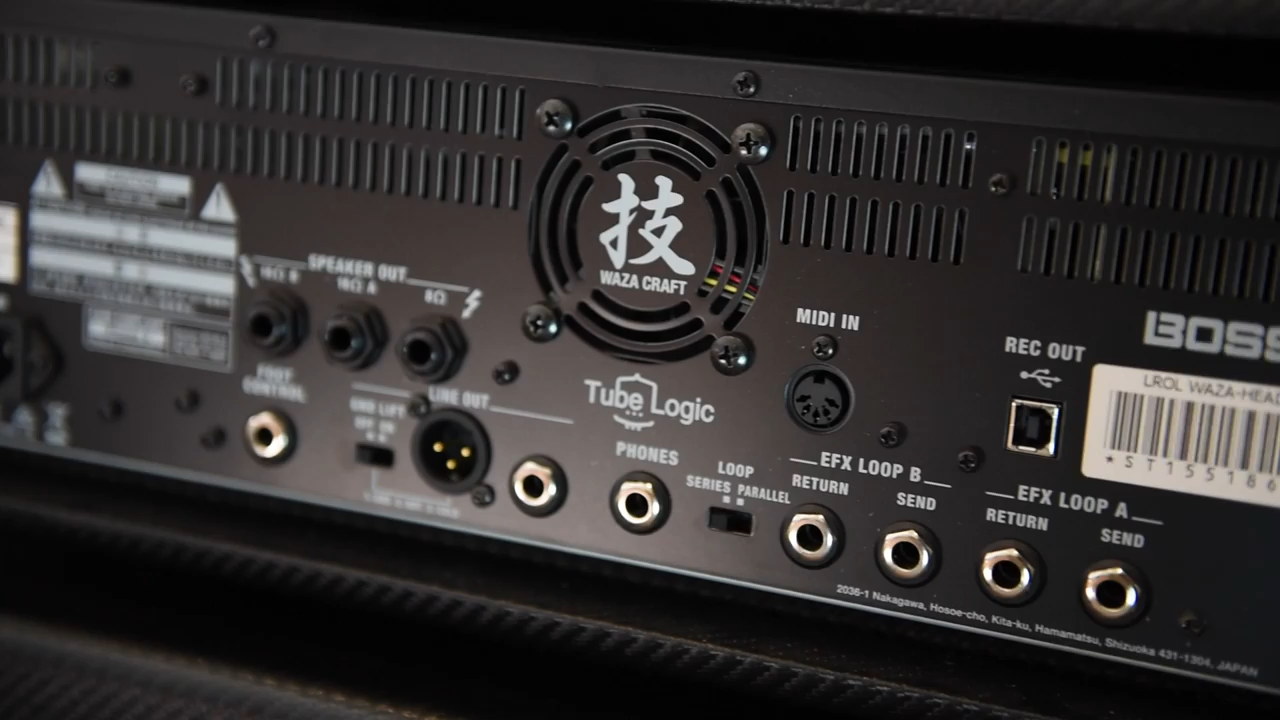 技
WAZA CRAFT
SPEAKER OUT
16Ω B
16Ω A
8Ω
MIDI IN
REC OUT
BOSS
LROL WAZA-HEAD
*ST155186
FOOT
CONTROL
LINE OUT
GND LIFT
Tube Logic
PHONES
LOOP
SERIES PARALLEL
EFX LOOP B
RETURN
SEND
EFX LOOP A
RETURN
SEND
2036-1 Nakagawa, Hosoe-cho, Kita-ku, Hamamatsu, Shizuoka 431-1304, JAPAN